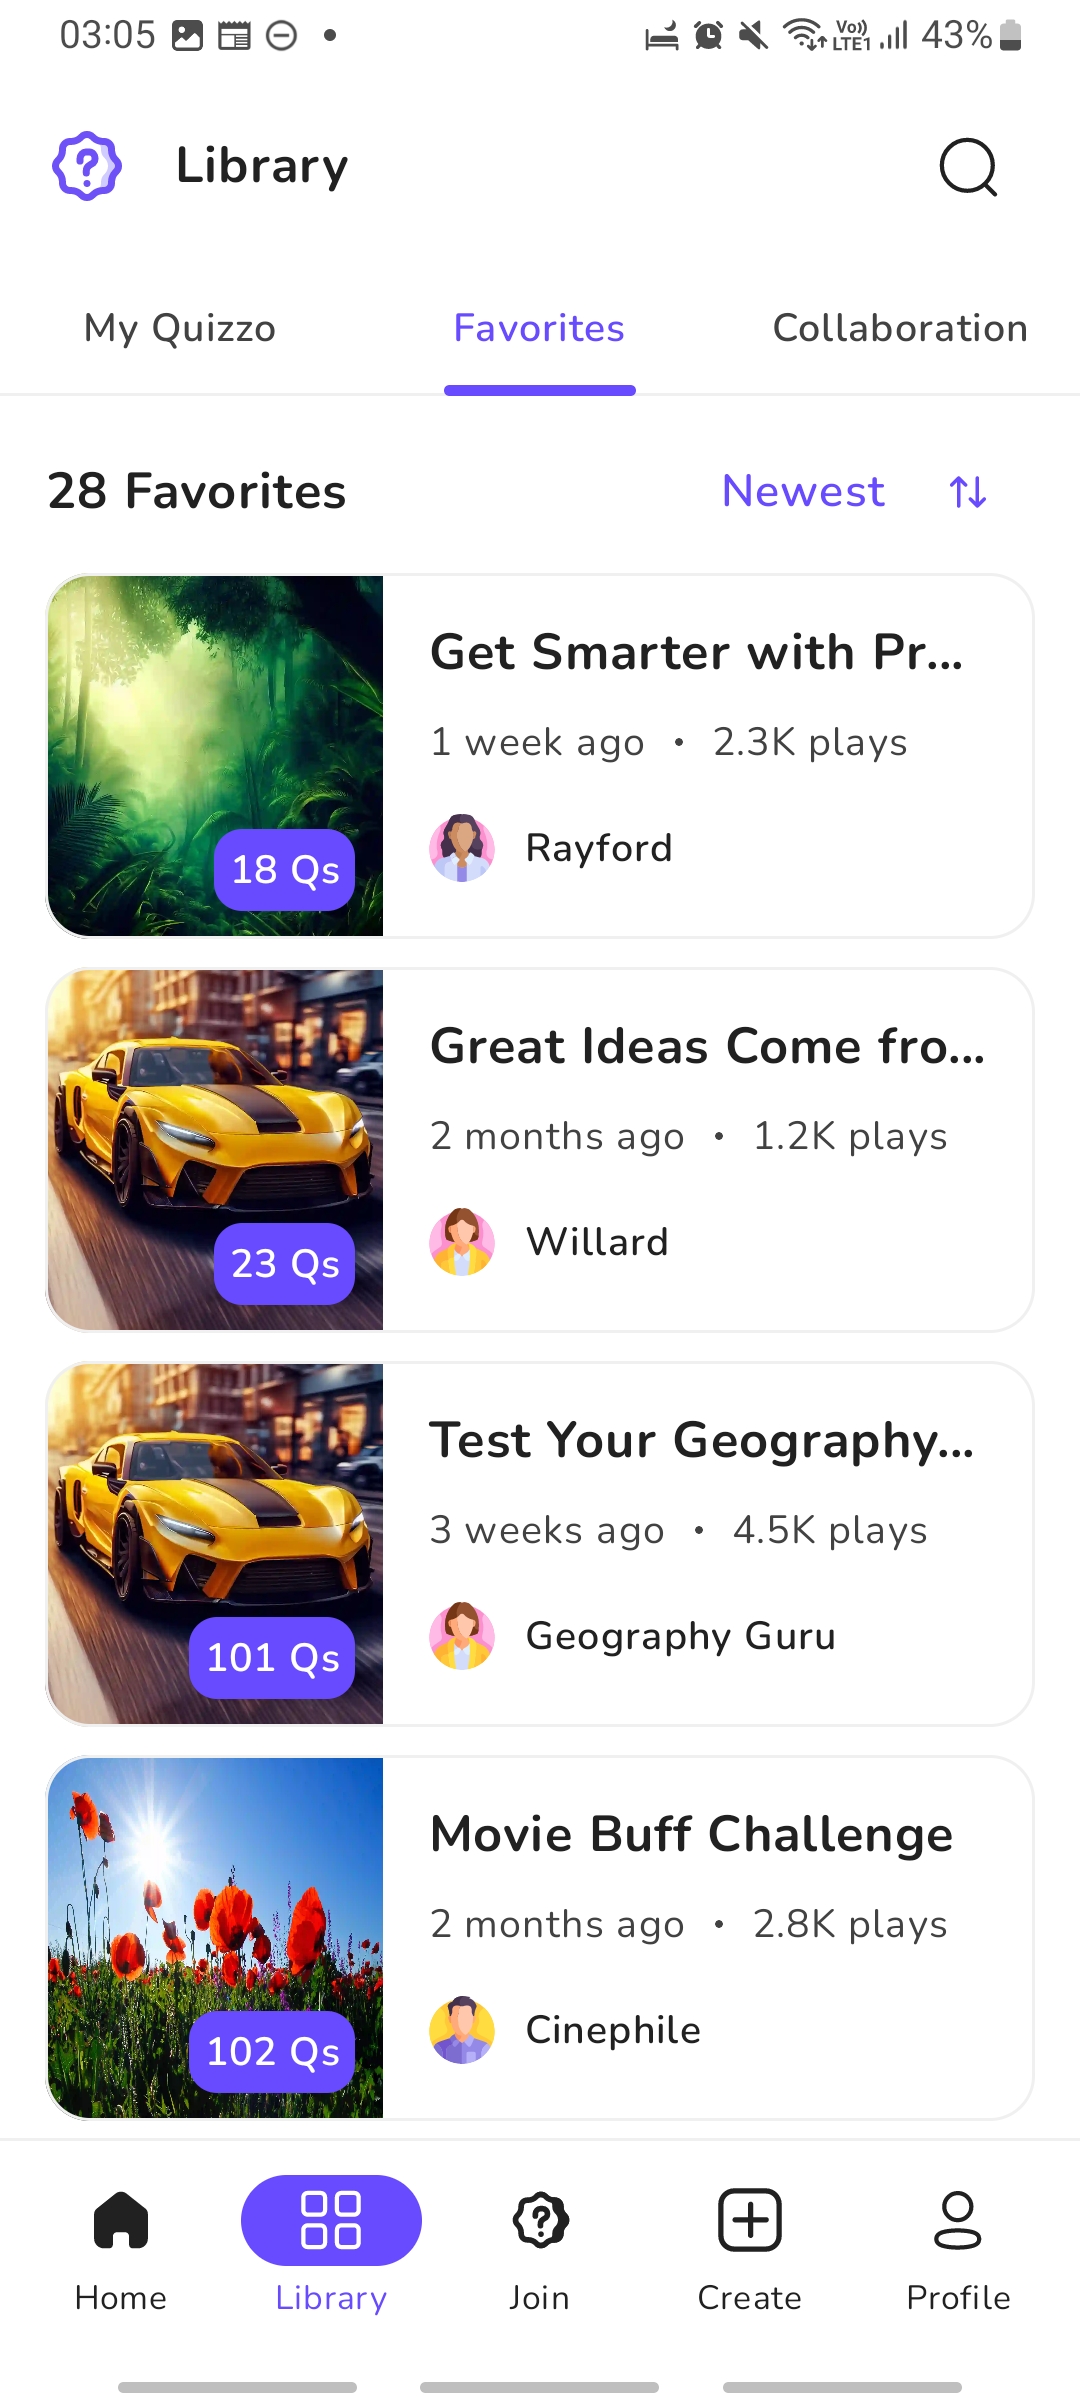 03:05 Vo)) LTE1 43%
Library
My Quizzo Favorites Collaboration
28 Favorites Newest
Get Smarter with Pr...
1 week ago • 2.3K plays
18 Qs
Rayford
Great Ideas Come fro...
2 months ago • 1.2K plays
23 Qs
Willard
Test Your Geography...
3 weeks ago • 4.5K plays
101 Qs
Geography Guru
Movie Buff Challenge
2 months ago • 2.8K plays
102 Qs
Cinephile
Home Library Join Create Profile